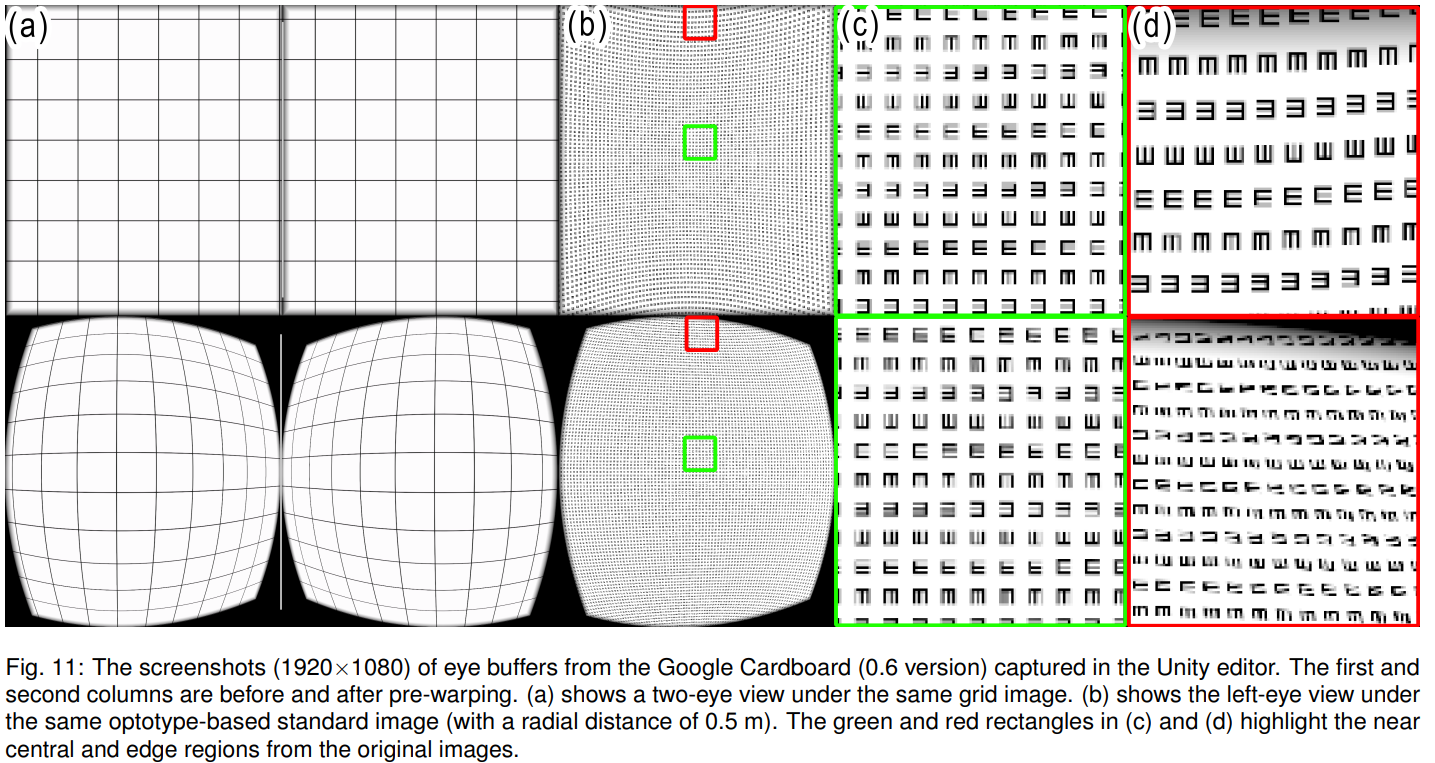 (a)
(b)
(c)
(d)
Fig. 11: The screenshots (1920×1080) of eye buffers from the Google Cardboard (0.6 version) captured in the Unity editor. The first and
second columns are before and after pre-warping. (a) shows a two-eye view under the same grid image. (b) shows the left-eye view under
the same optotype-based standard image (with a radial distance of 0.5 m). The green and red rectangles in (c) and (d) highlight the near
central and edge regions from the original images.